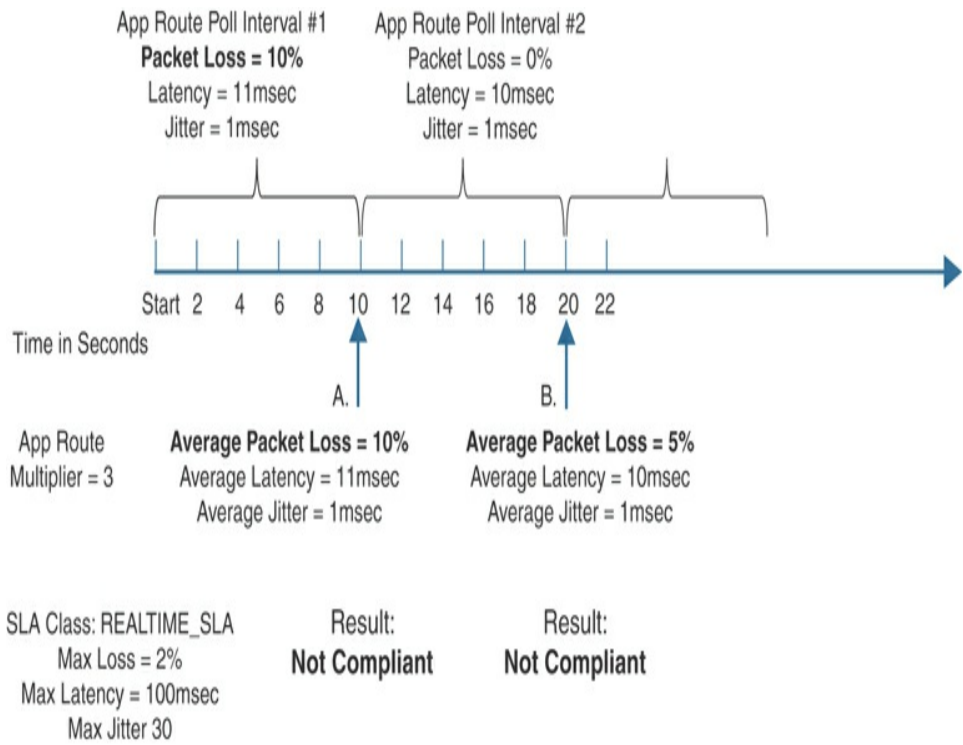 App Route Poll Interval #1
Packet Loss = 10%
Latency = 11msec
Jitter = 1msec
App Route Poll Interval #2
Packet Loss = 0%
Latency = 10msec
Jitter = 1msec
Start 2 4 6 8 10 12 14 16 18 20 22
Time in Seconds
A.
B.
App Route
Multiplier = 3
Average Packet Loss = 10%
Average Latency = 11msec
Average Jitter = 1msec
Average Packet Loss = 5%
Average Latency = 10msec
Average Jitter = 1msec
SLA Class: REALTIME_SLA
Max Loss = 2%
Max Latency = 100msec
Max Jitter 30
Result:
Not Compliant
Result:
Not Compliant